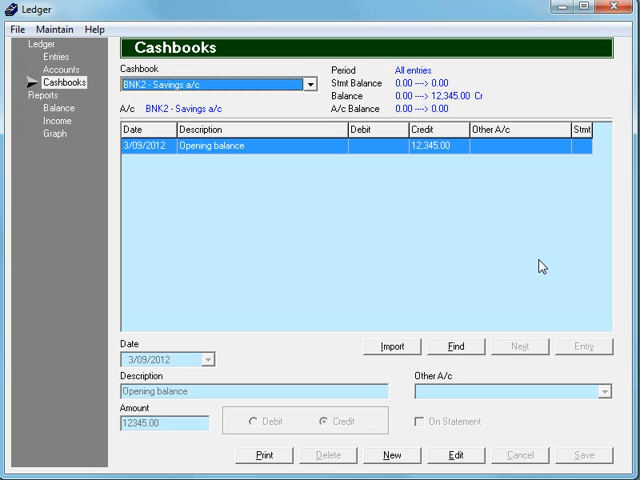 Ledger
File Maintain Help
Ledger
Entries
Accounts
Cashbooks
Reports
Balance
Income
Graph
Cashbooks
Cashbook
BNK2 - Savings a/c
A/c BNK2 - Savings a/c
Period All entries
Stmt Balance 0.00 ----> 0.00
Balance 0.00 ----> 12,345.00 Cr
A/c Balance 0.00 ----> 0.00
Date Description Debit Credit Other A/c Stmt
3/09/2012 Opening balance 12,345.00
Import Find Next Entry
Date
3/09/2012
Description Other A/c
Opening balance
Amount
12345.00 Debit Credit On Statement
Print Delete New Edit Cancel Save